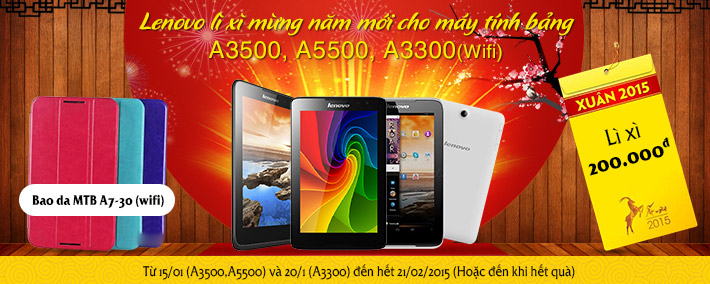 Lenovo lì xì mừng năm mới cho máy tính bảng
A3500, A5500, A3300(Wifi)
XUÂN 2015
Lì xì
200.000đ
2015
Bao da MTB A7-30 (wifi)
lenovo
lenovo
Từ 15/01 (A3500,A5500) và 20/1 (A3300) đến hết 21/02/2015 (Hoặc đến khi hết quà)